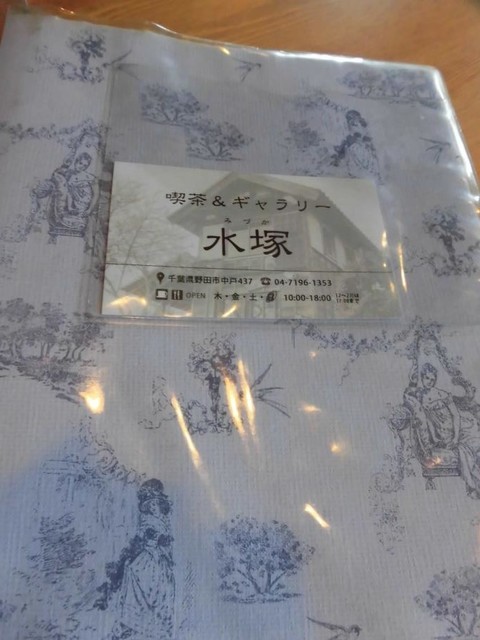 喫茶&ギャラリー
みづか
水塚
千葉県野田市中戸437 ☎04-7196-1353
OPEN 木・金・土・日 10:00-18:00